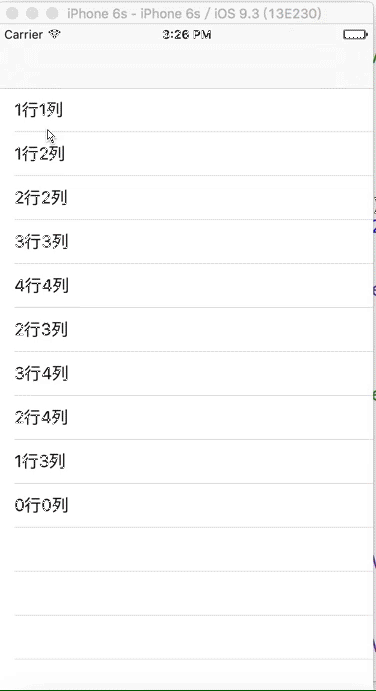 iPhone 6s - iPhone 6s / iOS 9.3 (13E230)
Carrier 3:26 PM
1行1列
1行2列
2行2列
3行3列
4行4列
2行3列
3行4列
2行4列
1行3列
0行0列